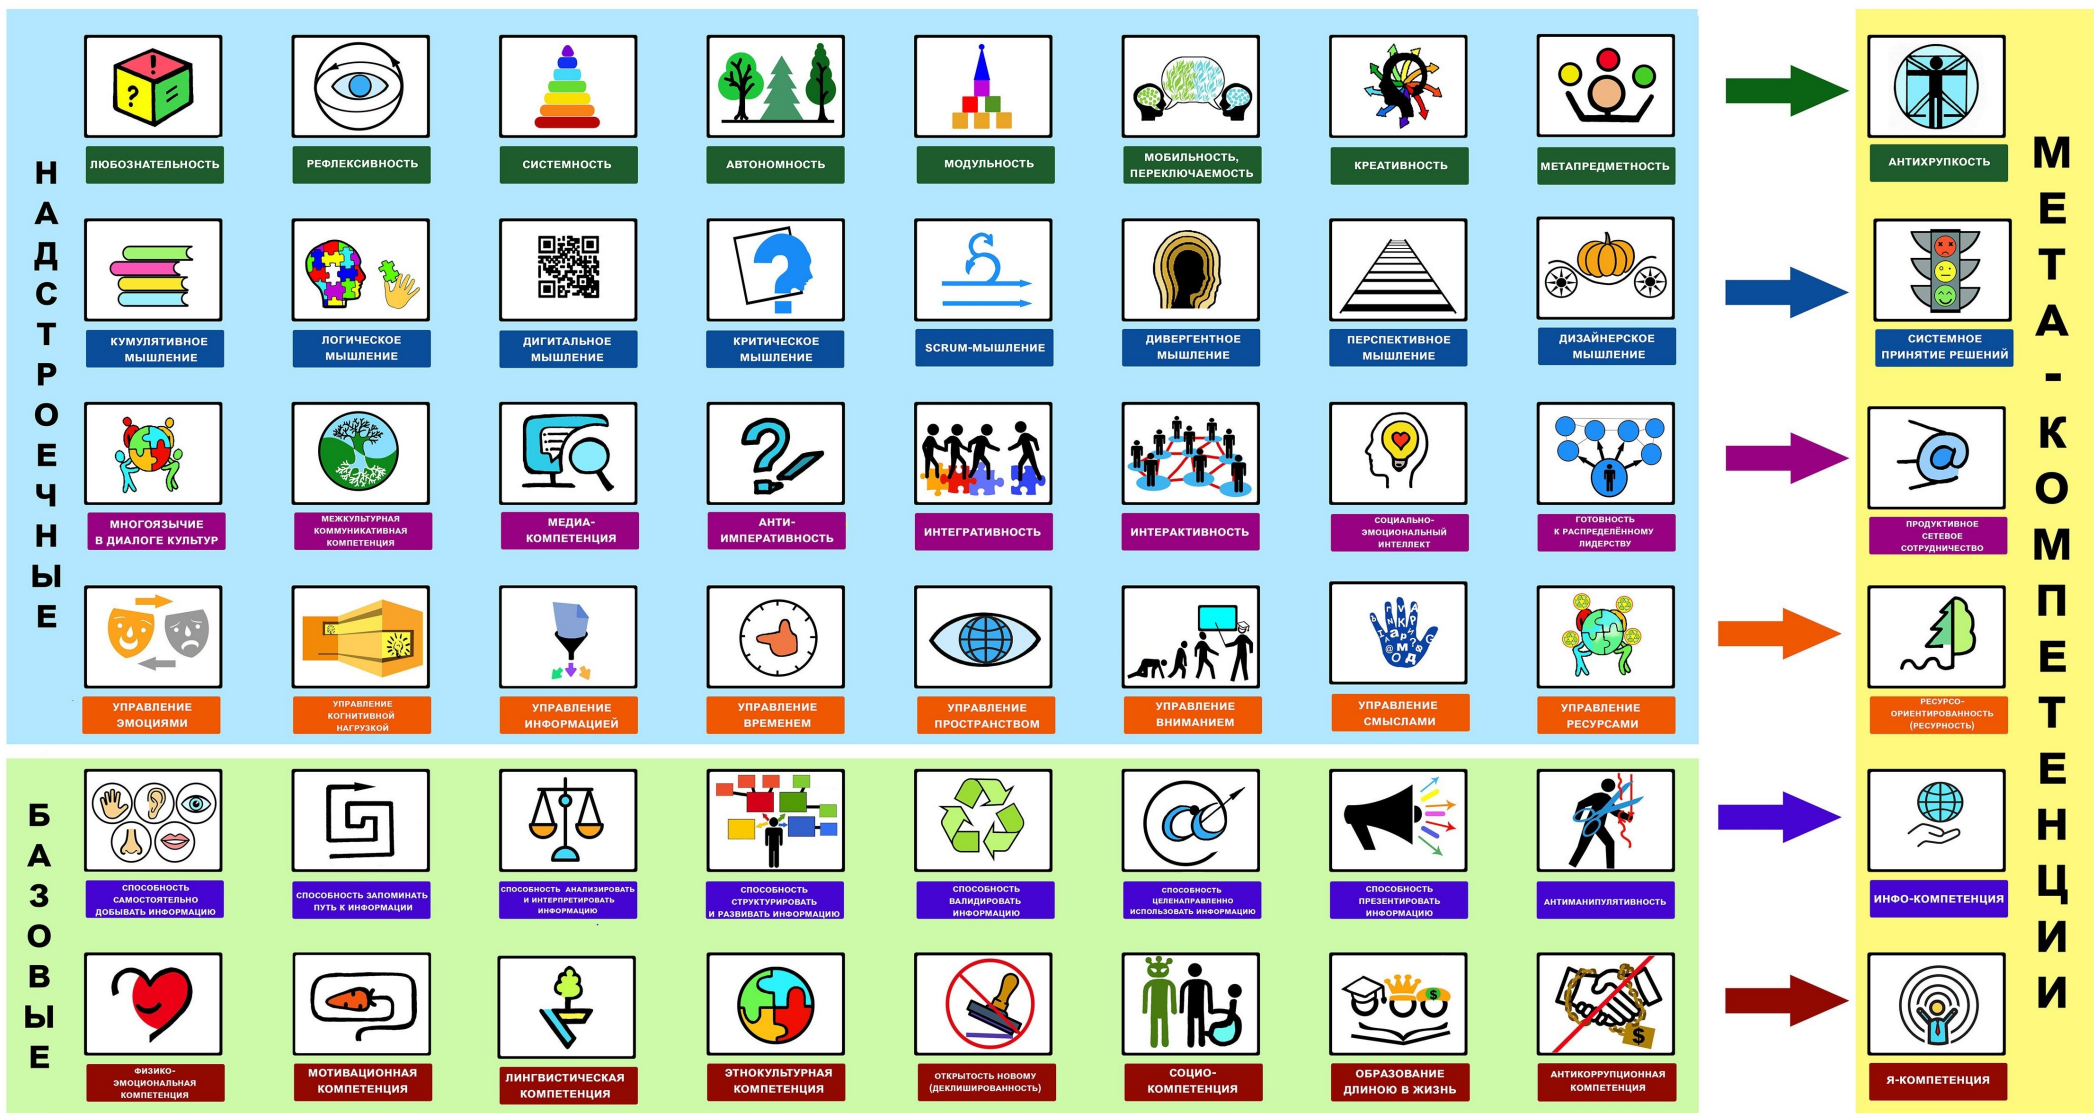 НАДСТРОЕЧНЫЕ
ЛЮБОЗНАТЕЛЬНОСТЬ
РЕФЛЕКСИВНОСТЬ
СИСТЕМНОСТЬ
АВТОНОМНОСТЬ
МОДУЛЬНОСТЬ
МОБИЛЬНОСТЬ,
ПЕРЕКЛЮЧАЕМОСТЬ
КРЕАТИВНОСТЬ
МЕТАПРЕДМЕТНОСТЬ
АНТИХРУПКОСТЬ
КУМУЛЯТИВНОЕ
МЫШЛЕНИЕ
ЛОГИЧЕСКОЕ
МЫШЛЕНИЕ
ДИГИТАЛЬНОЕ
МЫШЛЕНИЕ
КРИТИЧЕСКОЕ
МЫШЛЕНИЕ
SCRUM-МЫШЛЕНИЕ
ДИВЕРГЕНТНОЕ
МЫШЛЕНИЕ
ПЕРСПЕКТИВНОЕ
МЫШЛЕНИЕ
ДИЗАЙНЕРСКОЕ
МЫШЛЕНИЕ
СИСТЕМНОЕ
ПРИНЯТИЕ РЕШЕНИЙ
МНОГОЯЗЫЧИЕ
В ДИАЛОГЕ КУЛЬТУР
МЕЖКУЛЬТУРНАЯ
КОММУНИКАТИВНАЯ
КОМПЕТЕНЦИЯ
МЕДИА-
КОМПЕТЕНЦИЯ
АНТИ-
ИМПЕРАТИВНОСТЬ
ИНТЕГРАТИВНОСТЬ
ИНТЕРАКТИВНОСТЬ
СОЦИАЛЬНО-
ЭМОЦИОНАЛЬНЫЙ
ИНТЕЛЛЕКТ
ГОТОВНОСТЬ
К РАСПРЕДЕЛЁННОМУ
ЛИДЕРСТВУ
ПРОДУКТИВНОЕ
СЕТЕВОЕ
СОТРУДНИЧЕСТВО
УПРАВЛЕНИЕ
ЭМОЦИЯМИ
УПРАВЛЕНИЕ
КОГНИТИВНОЙ
НАГРУЗКОЙ
УПРАВЛЕНИЕ
ИНФОРМАЦИЕЙ
УПРАВЛЕНИЕ
ВРЕМЕНЕМ
УПРАВЛЕНИЕ
ПРОСТРАНСТВОМ
УПРАВЛЕНИЕ
ВНИМАНИЕМ
УПРАВЛЕНИЕ
СМЫСЛАМИ
УПРАВЛЕНИЕ
РЕСУРСАМИ
РЕСУРСО-
ОРИЕНТИРОВАННОСТЬ
(РЕСУРНОСТЬ)
БАЗОВЫЕ
СПОСОБНОСТЬ
САМОСТОЯТЕЛЬНО
ДОБЫВАТЬ ИНФОРМАЦИЮ
СПОСОБНОСТЬ ЗАПОМИНАТЬ
ПУТЬ К ИНФОРМАЦИИ
СПОСОБНОСТЬ АНАЛИЗИРОВАТЬ
И ИНТЕРПРЕТИРОВАТЬ
ИНФОРМАЦИЮ
СПОСОБНОСТЬ
СТРУКТУРИРОВАТЬ
И РАЗВИВАТЬ ИНФОРМАЦИЮ
СПОСОБНОСТЬ
ВАЛИДИРОВАТЬ
ИНФОРМАЦИЮ
СПОСОБНОСТЬ
ЦЕЛЕНАПРАВЛЕННО
ИСПОЛЬЗОВАТЬ ИНФОРМАЦИЮ
СПОСОБНОСТЬ
ПРЕЗЕНТИРОВАТЬ
ИНФОРМАЦИЮ
АНТИМАНИПУЛЯТИВНОСТЬ
ИНФО-КОМПЕТЕНЦИЯ
ФИЗИКО-
ЭМОЦИОНАЛЬНАЯ
КОМПЕТЕНЦИЯ
МОТИВАЦИОННАЯ
КОМПЕТЕНЦИЯ
ЛИНГВИСТИЧЕСКАЯ
КОМПЕТЕНЦИЯ
ЭТНОКУЛЬТУРНАЯ
КОМПЕТЕНЦИЯ
ОТКРЫТОСТЬ НОВОМУ
(ДЕКЛИШИРОВАННОСТЬ)
СОЦИО-
КОМПЕТЕНЦИЯ
ОБРАЗОВАНИЕ
ДЛИНОЮ В ЖИЗНЬ
АНТИКОРРУПЦИОННАЯ
КОМПЕТЕНЦИЯ
Я-КОМПЕТЕНЦИЯ
МЕТА-КОМПЕТЕНЦИИ